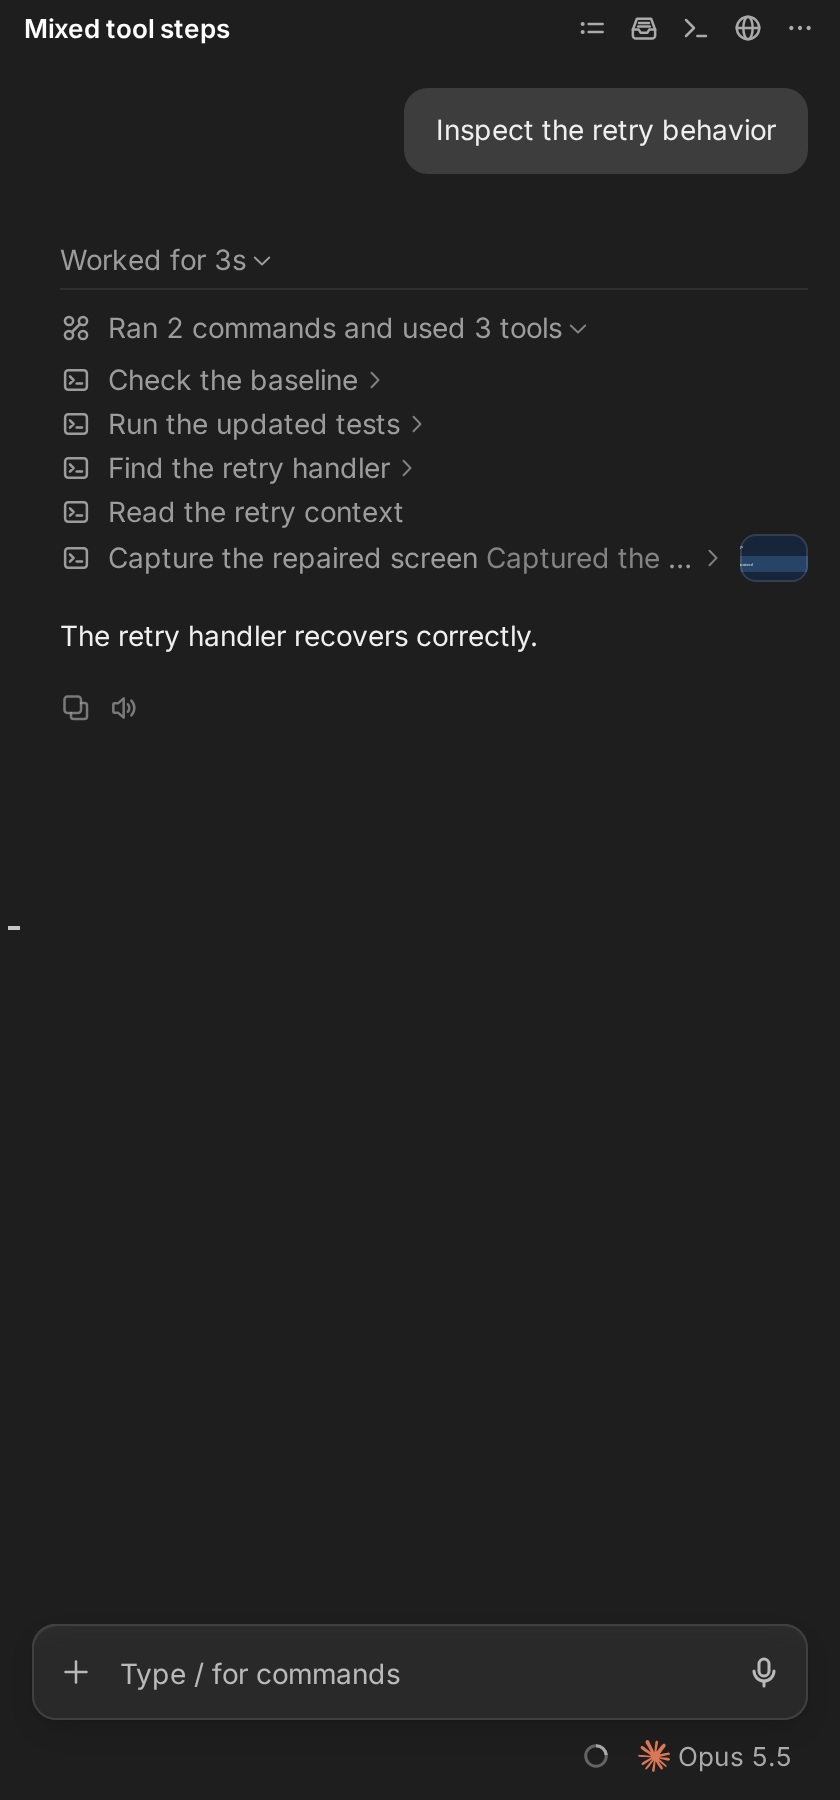 Mixed tool steps
Inspect the retry behavior
Worked for 3s
Ran 2 commands and used 3 tools
Check the baseline
Run the updated tests
Find the retry handler
Read the retry context
Capture the repaired screen Captured the ...
The retry handler recovers correctly.
Type / for commands
Opus 5.5